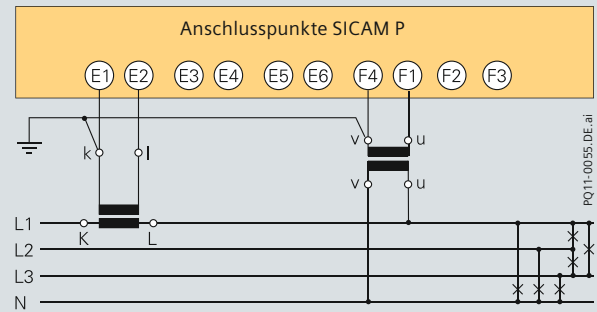 Anschlusspunkte SICAM P
E1 E2 E3 E4 E5 E6 F4 F1 F2 F3
v u
k l
v u
L1
K L
L2
L3
N
PQ11-0055.DE.ai